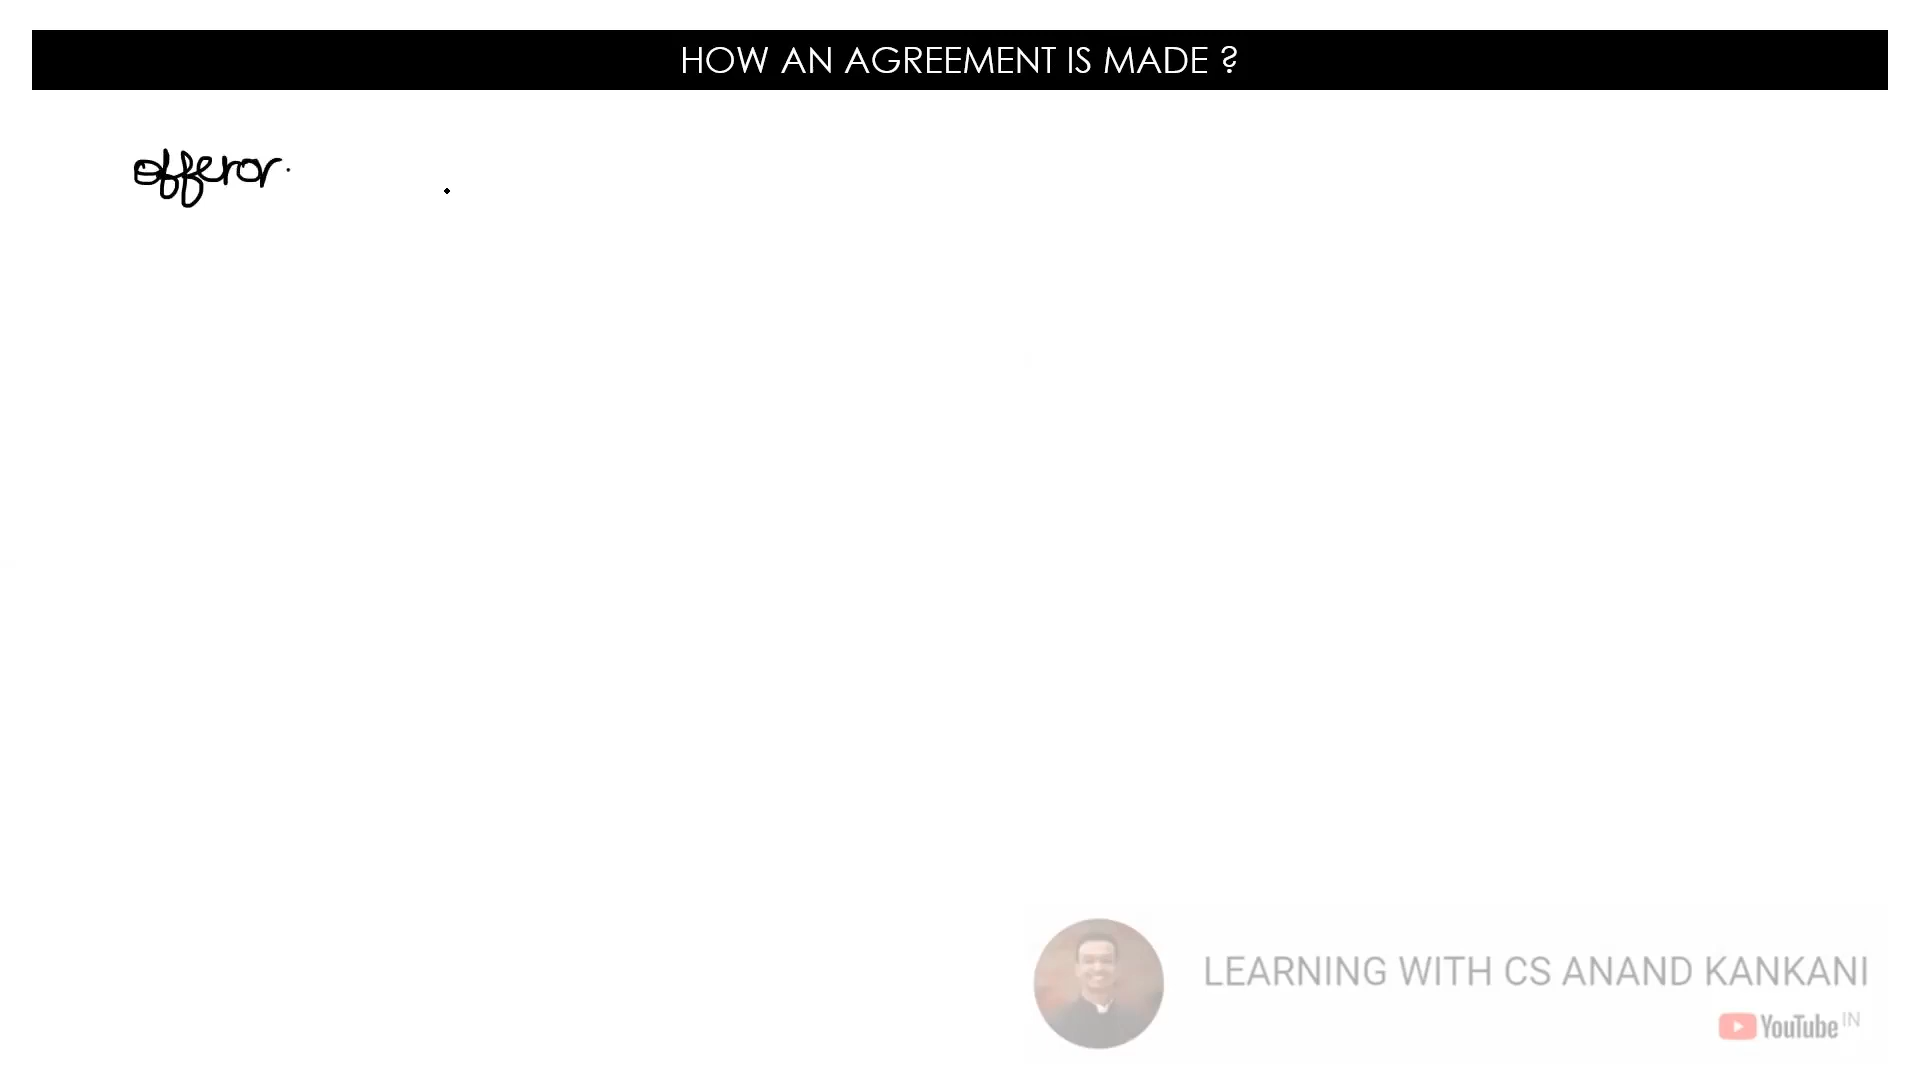 HOW AN AGREEMENT IS MADE ?
offeror.
LEARNING WITH CS ANAND KANKANI
YouTube IN